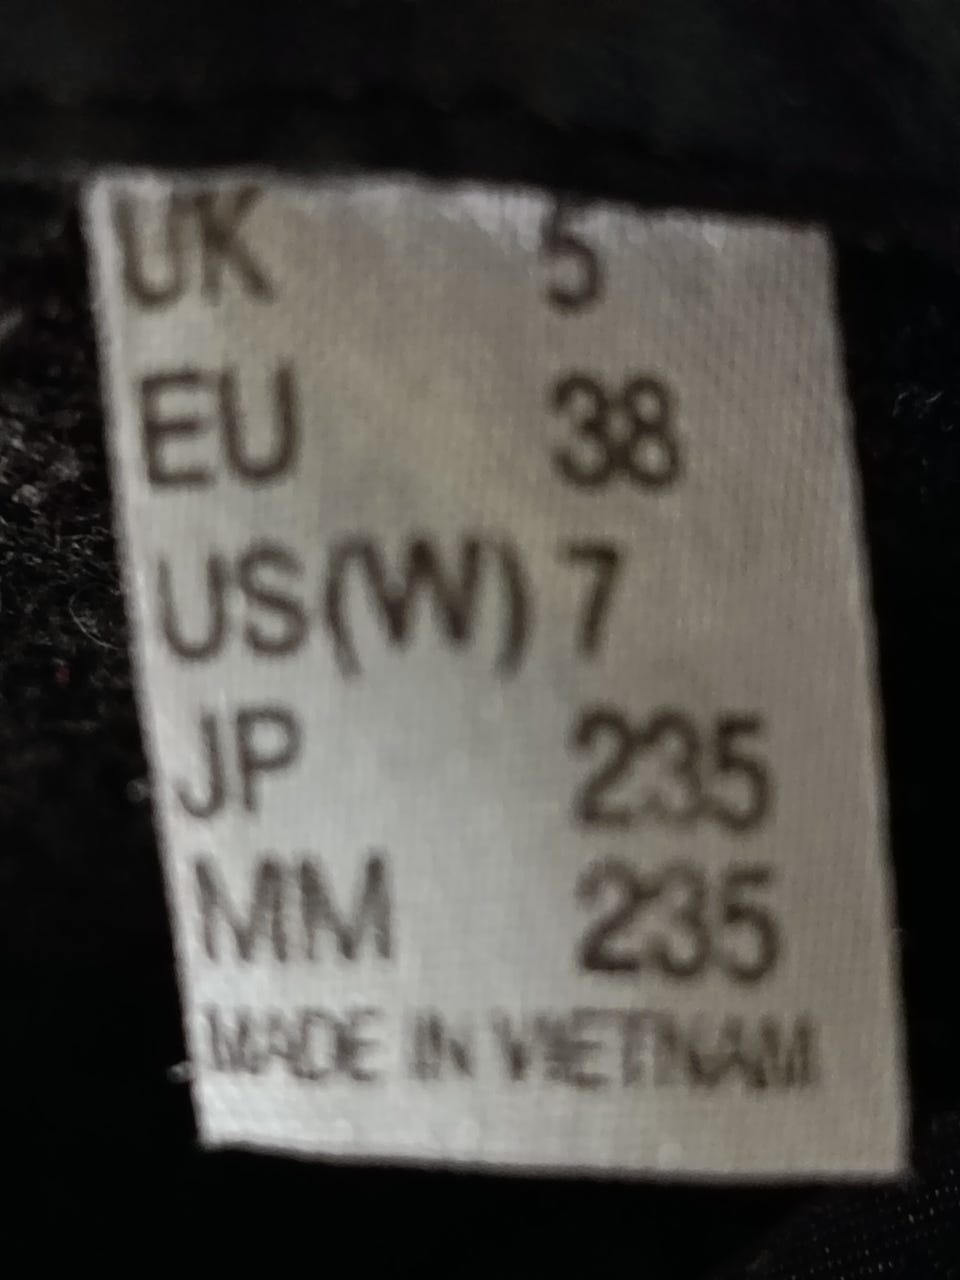 UK 5
EU 38
US(W) 7
JP 235
MM 235
MADE IN VIETNAM